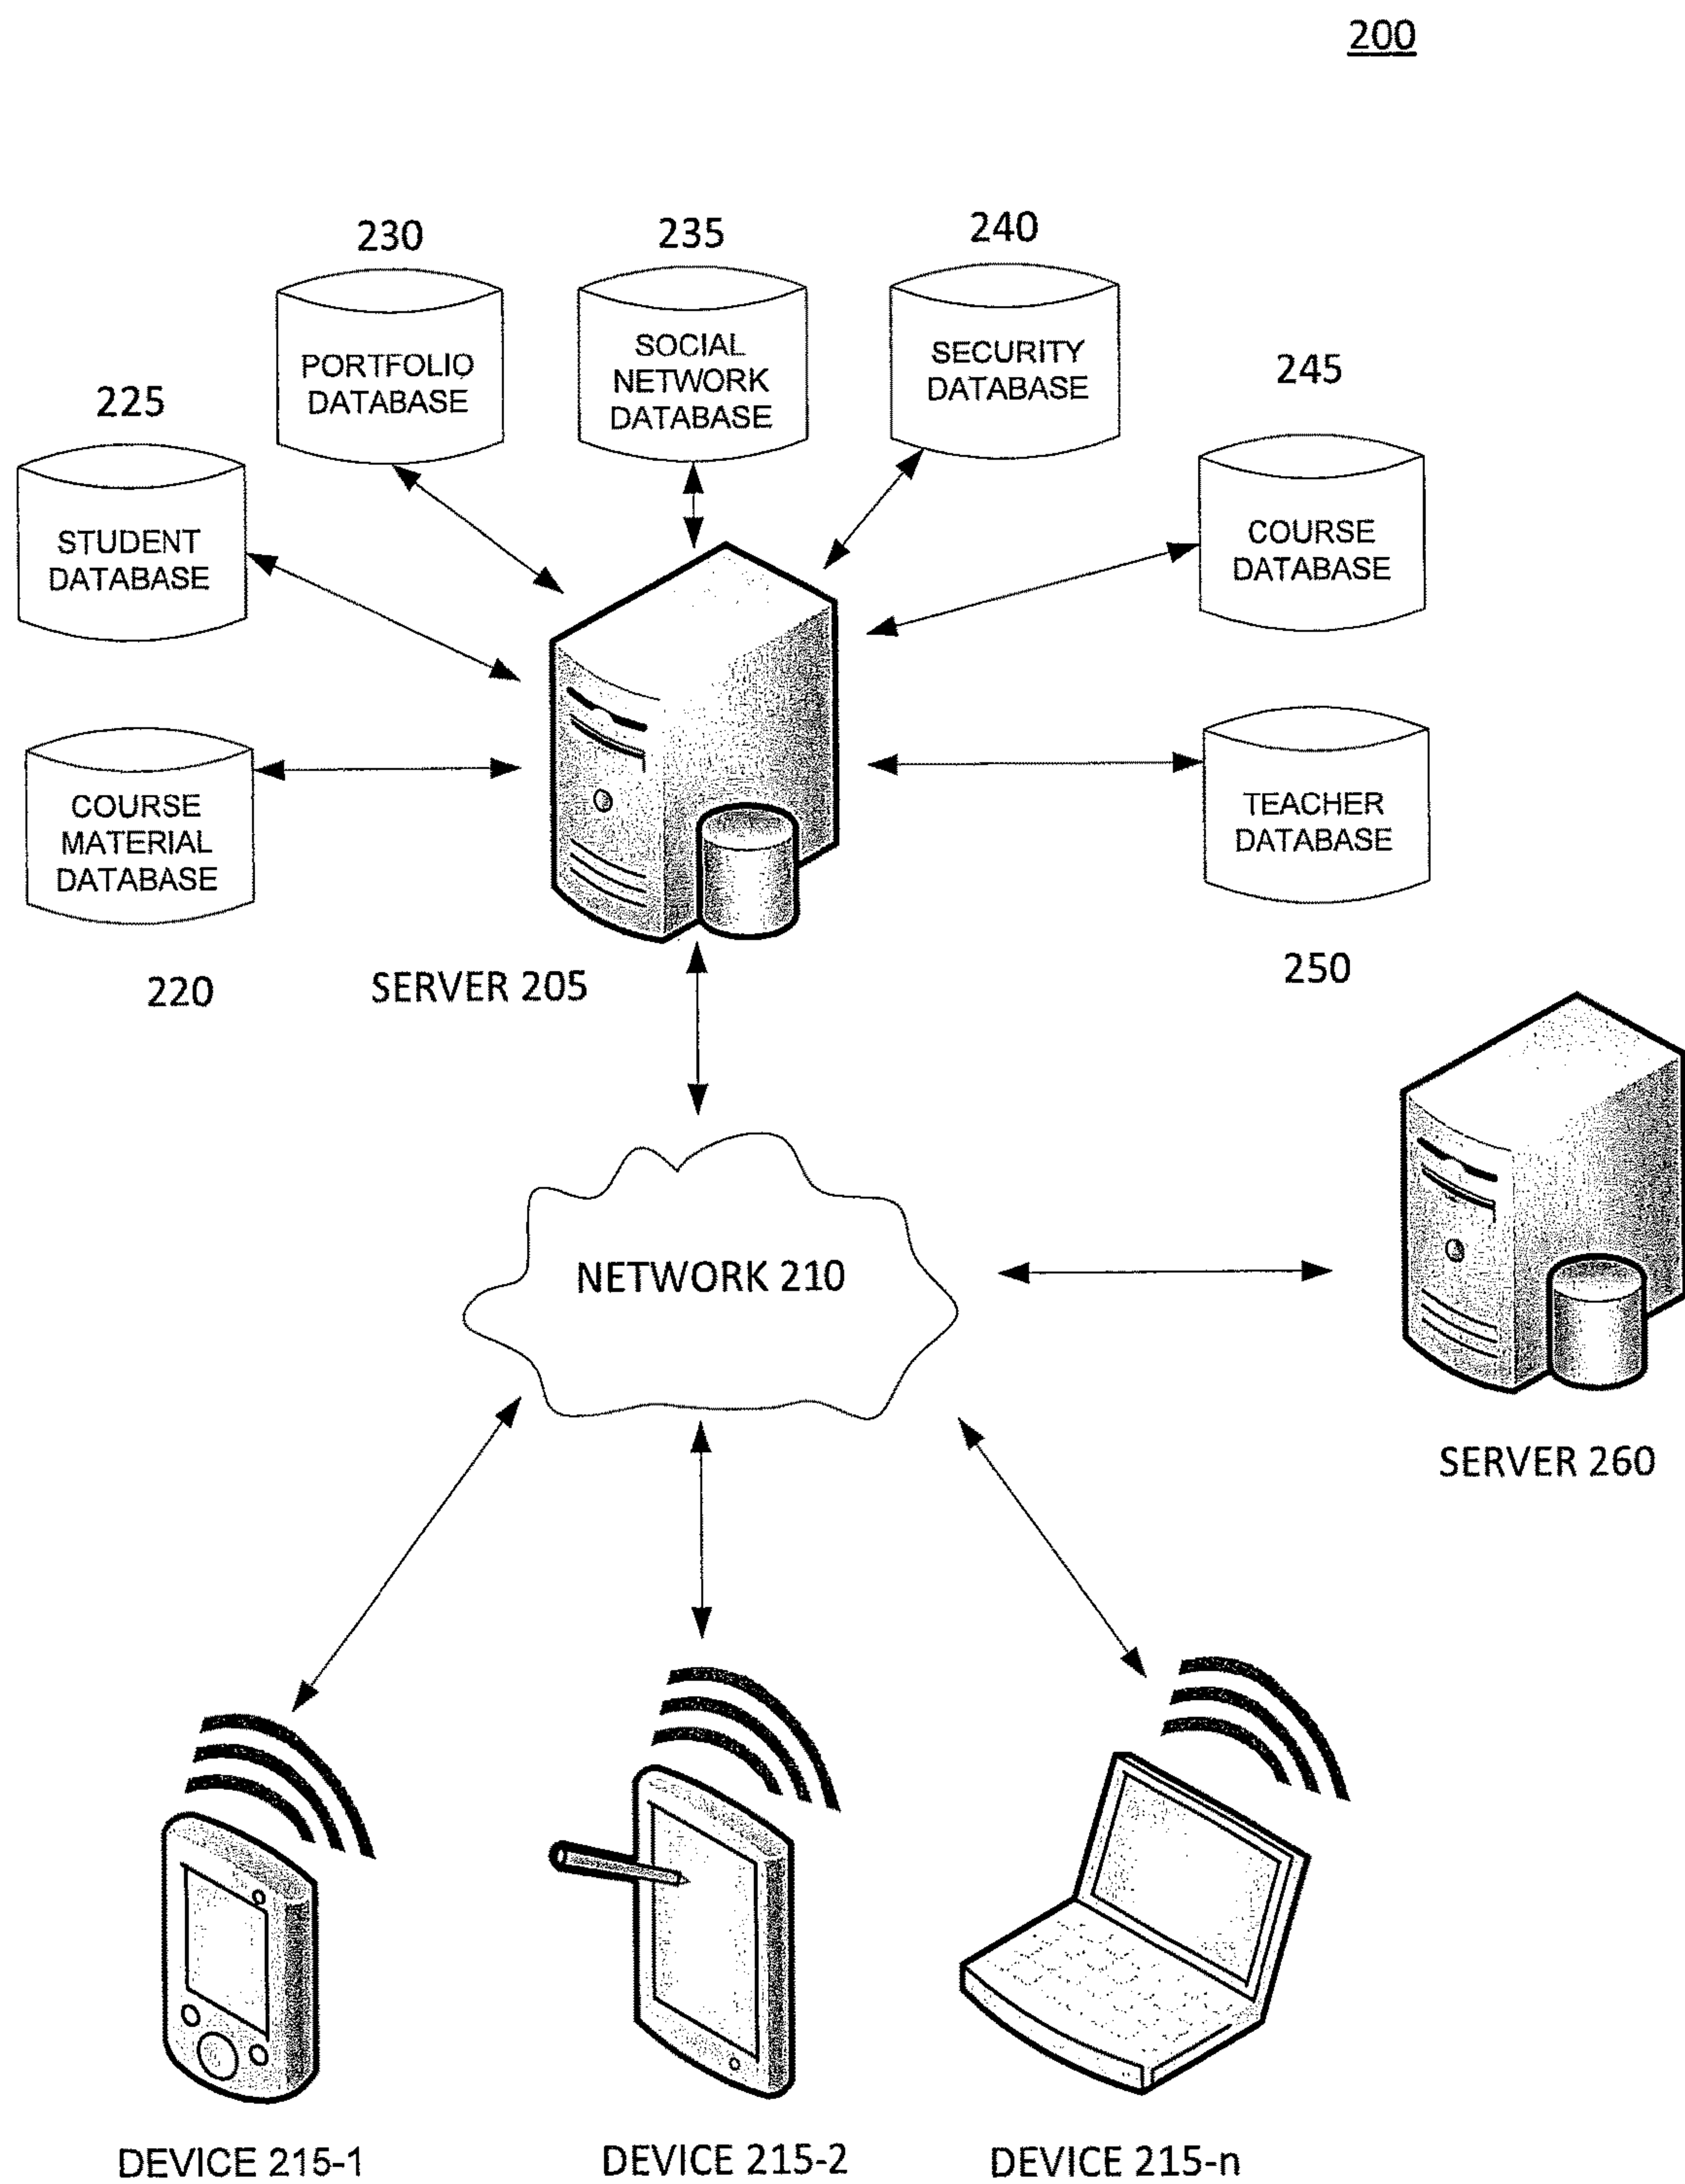 200
230
235
240
PORTFOLIO
DATABASE
SOCIAL
NETWORK
DATABASE
SECURITY
DATABASE
225
245
STUDENT
DATABASE
COURSE
DATABASE
COURSE
MATERIAL
DATABASE
TEACHER
DATABASE
220
SERVER 205
250
NETWORK 210
SERVER 260
DEVICE 215-1
DEVICE 215-2
DEVICE 215-n